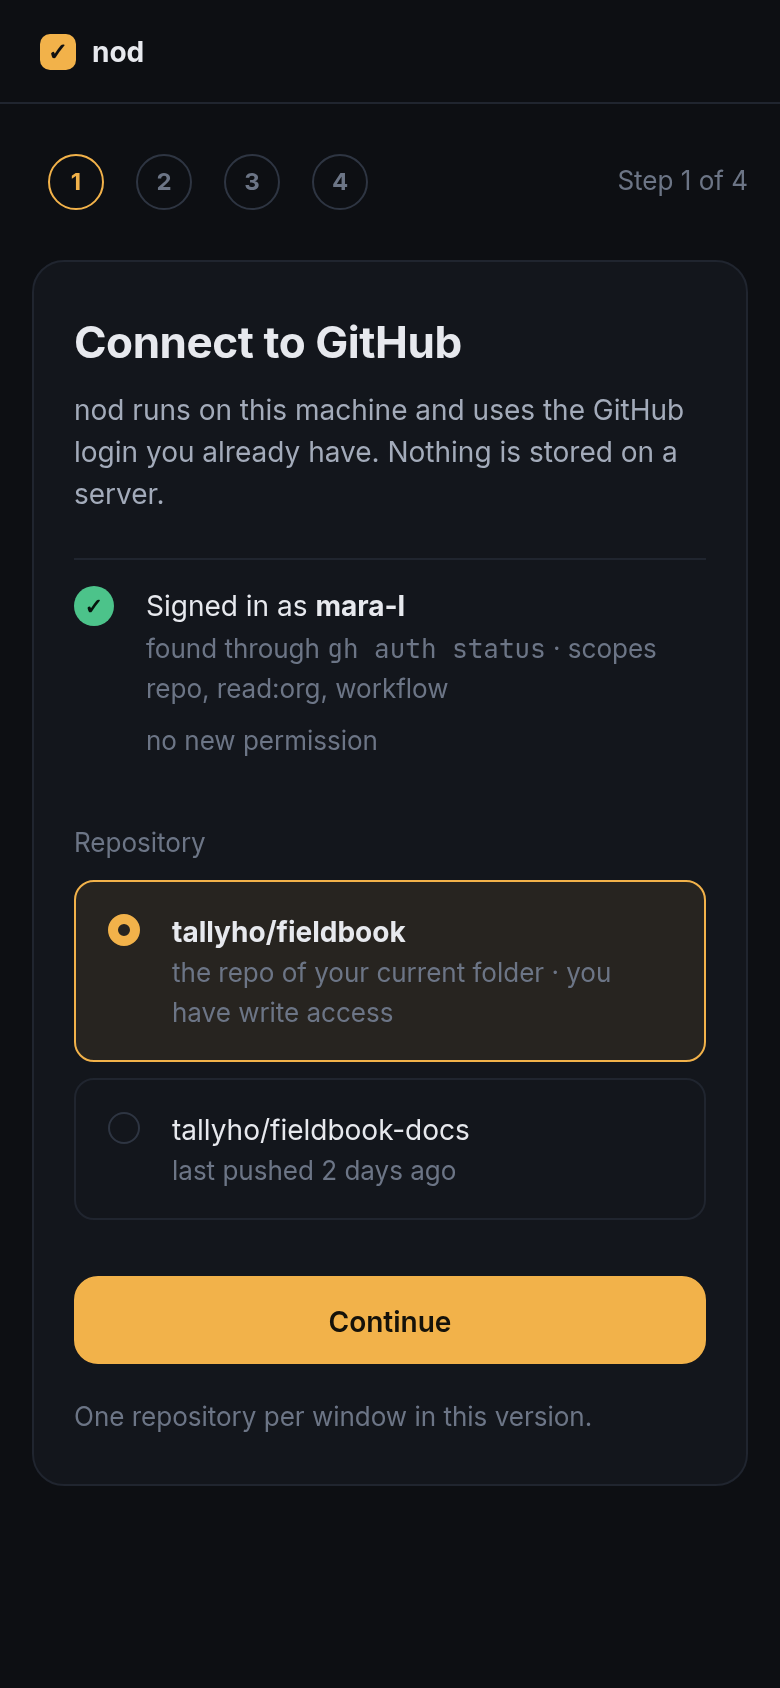 ✓ nod
1 2 3 4 Step 1 of 4
Connect to GitHub
nod runs on this machine and uses the GitHub
login you already have. Nothing is stored on a
server.
✓ Signed in as mara-l
found through gh auth status · scopes
repo, read:org, workflow
no new permission
Repository
tallyho/fieldbook
the repo of your current folder · you
have write access
tallyho/fieldbook-docs
last pushed 2 days ago
Continue
One repository per window in this version.